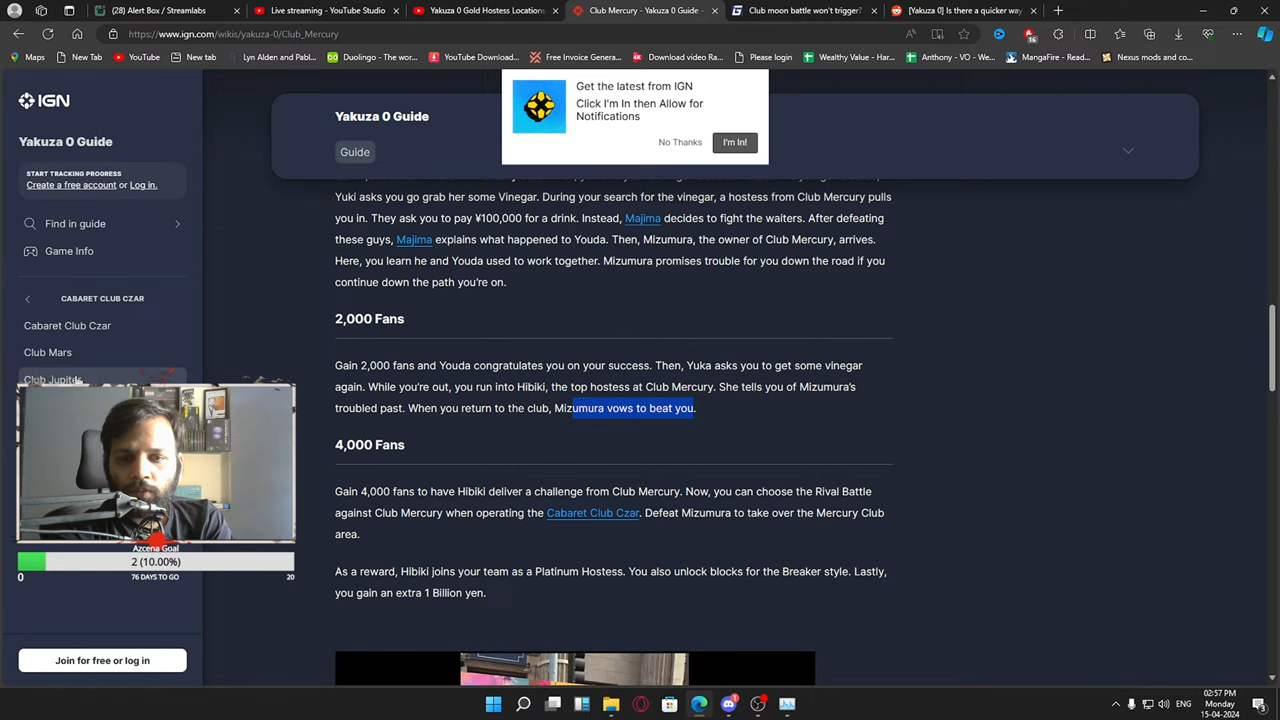 (28) Alert Box / Streamlabs
Live streaming - YouTube Studio
Yakuza 0 Gold Hostess Locations
Club Mercury - Yakuza 0 Guide -
Club moon battle won't trigger?
[Yakuza 0] Is there a quicker way
https://www.ign.com/wikis/yakuza-0/Club_Mercury
16
Maps
New Tab
YouTube
New tab
Duolingo - The wor...
YouTube
Free Invoice Genera...
Download video Ra...
Please login
Wealthy Value - Har...
Anthony - VO - We...
MangaFire - Read...
Nexus mods and co...
IGN
Yakuza 0 Guide
START TRACKING PROGRESS
Create a free account or Log in.
Find in guide
Game Info
CABARET CLUB CZAR
Cabaret Club Czar
Club Mars
Club Jupiter
Join for free or log in
Get the latest from IGN
Click I'm In then Allow for
Notifications
No Thanks
I'm In!
Yakuza 0 Guide
Guide
Yuki asks you go grab her some Vinegar. During your search for the vinegar, a hostess from Club Mercury pulls
you in. They ask you to pay ¥100,000 for a drink. Instead, Majima decides to fight the waiters. After defeating
these guys, Majima explains what happened to Youda. Then, Mizumura, the owner of Club Mercury, arrives.
Here, you learn he and Youda used to work together. Mizumura promises trouble for you down the road if you
continue down the path you're on.
2,000 Fans
Gain 2,000 fans and Youda congratulates you on your success. Then, Yuka asks you to get some vinegar
again. While you're out, you run into Hibiki, the top hostess at Club Mercury. She tells you of Mizumura's
troubled past. When you return to the club, Mizumura vows to beat you.
4,000 Fans
Gain 4,000 fans to have Hibiki deliver a challenge from Club Mercury. Now, you can choose the Rival Battle
against Club Mercury when operating the Cabaret Club Czar. Defeat Mizumura to take over the Mercury Club
area.
As a reward, Hibiki joins your team as a Platinum Hostess. You also unlock blocks for the Breaker style. Lastly,
you gain an extra 1 Billion yen.
Azcena Goal
2 (10.00%)
0
76 DAYS TO GO
20
1
ENG
02:57 PM
Monday
15-04-2024
3